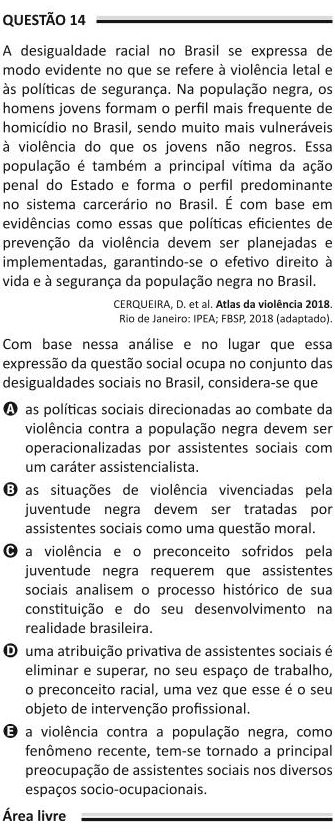 QUESTÃO 14
A desigualdade racial no Brasil se expressa de
modo evidente no que se refere à violência letal e
às políticas de segurança. Na população negra, os
homens jovens formam o perfil mais frequente de
homicídio no Brasil, sendo muito mais vulneráveis
à violência do que os jovens não negros. Essa
população é também a principal vítima da ação
penal do Estado e forma o perfil predominante
no sistema carcerário no Brasil. É com base em
evidências como essas que políticas eficientes de
prevenção da violência devem ser planejadas e
implementadas, garantindo-se o efetivo direito à
vida e à segurança da população negra no Brasil.
CERQUEIRA, D. et al. Atlas da violência 2018.
Rio de Janeiro: IPEA; FBSP, 2018 (adaptado).
Com base nessa análise e no lugar que essa
expressão da questão social ocupa no conjunto das
desigualdades sociais no Brasil, considera-se que
A as políticas sociais direcionadas ao combate da
violência contra a população negra devem ser
operacionalizadas por assistentes sociais com
um caráter assistencialista.
B as situações de violência vivenciadas pela
juventude negra devem ser tratadas por
assistentes sociais como uma questão moral.
C a violência e o preconceito sofridos pela
juventude negra requerem que assistentes
sociais analisem o processo histórico de sua
constituição e do seu desenvolvimento na
realidade brasileira.
D uma atribuição privativa de assistentes sociais é
eliminar e superar, no seu espaço de trabalho,
o preconceito racial, uma vez que esse é o seu
objeto de intervenção profissional.
E a violência contra a população negra, como
fenômeno recente, tem-se tornado a principal
preocupação de assistentes sociais nos diversos
espaços socio-ocupacionais.
Área livre